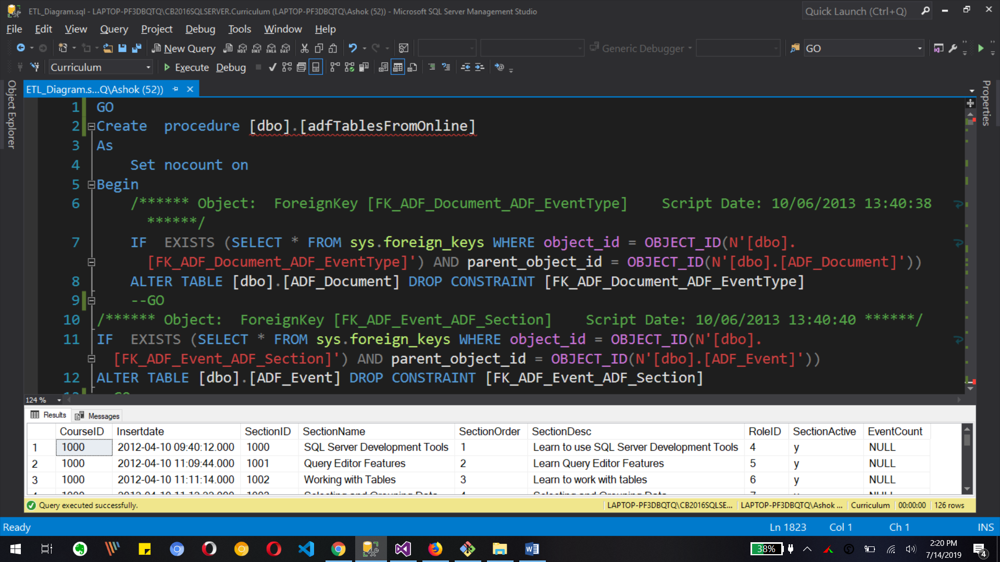 ETL_Diagram.sql - LAPTOP-PF3DBQTQ\CB2016SQLSERVER.Curriculum (LAPTOP-PF3DBQTQ\Ashok (52)) - Microsoft SQL Server Management Studio
Quick Launch (Ctrl+Q)
File Edit View Query Project Debug Tools Window Help
New Query MDX DMX XMLA DAX Generic Debugger GO
Curriculum Execute Debug
Object Explorer
ETL_Diagram.s...Q\Ashok (52))
Properties
1 GO
2 Create  procedure [dbo].[adfTablesFromOnline]
3 As
4     Set nocount on
5 Begin
6     /****** Object:  ForeignKey [FK_ADF_Document_ADF_EventType]    Script Date: 10/06/2013 13:40:38
******/
7     IF  EXISTS (SELECT * FROM sys.foreign_keys WHERE object_id = OBJECT_ID(N'[dbo].
[FK_ADF_Document_ADF_EventType]') AND parent_object_id = OBJECT_ID(N'[dbo].[ADF_Document]'))
8     ALTER TABLE [dbo].[ADF_Document] DROP CONSTRAINT [FK_ADF_Document_ADF_EventType]
9     --GO
10 /****** Object:  ForeignKey [FK_ADF_Event_ADF_Section]    Script Date: 10/06/2013 13:40:40 ******/
11 IF  EXISTS (SELECT * FROM sys.foreign_keys WHERE object_id = OBJECT_ID(N'[dbo].
[FK_ADF_Event_ADF_Section]') AND parent_object_id = OBJECT_ID(N'[dbo].[ADF_Event]'))
12 ALTER TABLE [dbo].[ADF_Event] DROP CONSTRAINT [FK_ADF_Event_ADF_Section]
124 %
Results Messages
CourseID Insertdate SectionID SectionName SectionOrder SectionDesc RoleID SectionActive EventCount
1 1000 2012-04-10 09:40:12.000 1000 SQL Server Development Tools 1 Learn to use SQL Server Development Tools 4 y NULL
2 1000 2012-04-10 11:09:44.000 1001 Query Editor Features 2 Learn Query Editor Features 5 y NULL
3 1000 2012-04-10 11:11:14.000 1002 Working with Tables 3 Learn to work with tables 6 y NULL
Query executed successfully. LAPTOP-PF3DBQTQ\CB2016SQLSE... LAPTOP-PF3DBQTQ\Ashok ... Curriculum 00:00:00 126 rows
Ready Ln 1823 Col 1 Ch 1 INS
38%
2:20 PM
7/14/2019
4